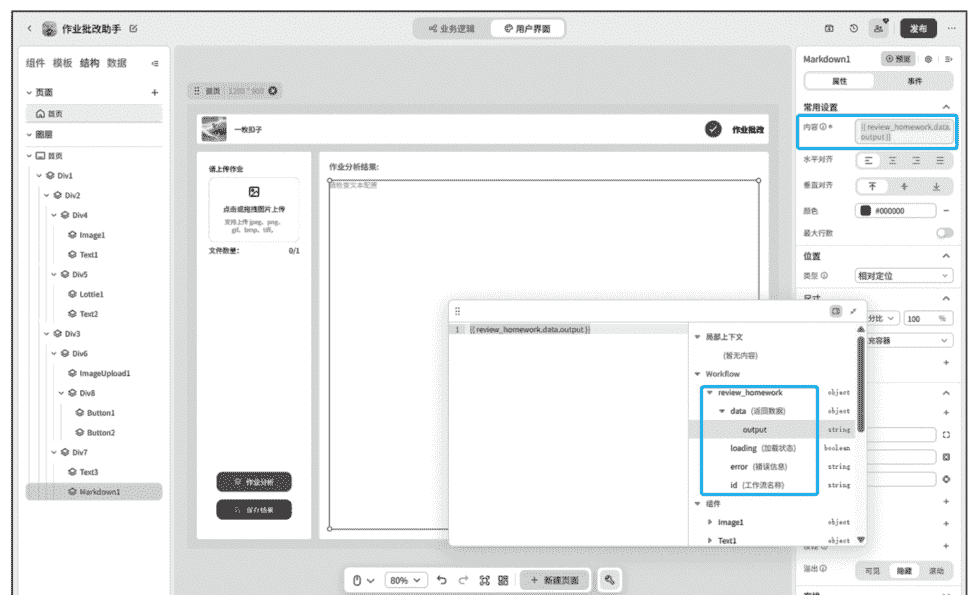 作业批改助手
业务逻辑
用户界面
发布
组件 模板 结构 数据
页面
首页
图层
首页
Div1
Div2
Div4
Image1
Text1
Div5
Lottie1
Text2
Div3
Div6
ImageUpload1
Div8
Button1
Button2
Div7
Text3
Markdown1
首页 1200 * 900
一枚扣子
作业批改
请上传作业
点击或拖拽图片上传
支持上传 jpeg、png、
gif、bmp、tiff。
文件数量: 0/1
作业分析
保存结果
作业分析结果:
请检查文本配置
1 {{ review_homework.data.output }}
局部上下文
(暂无内容)
Workflow
review_homework object
data (返回数据) object
output string
loading (加载状态) boolean
error (错误信息) string
id (工作流名称) string
组件
Image1 object
Text1 object
80%
新建页面
Markdown1
预览
属性 事件
常用设置
内容
{{ review_homework.data.
output }}
水平对齐
垂直对齐
颜色 #000000
最大行数
位置
类型 相对定位
尺寸
分比 100 %
充容器
溢出 可见 隐藏 滚动